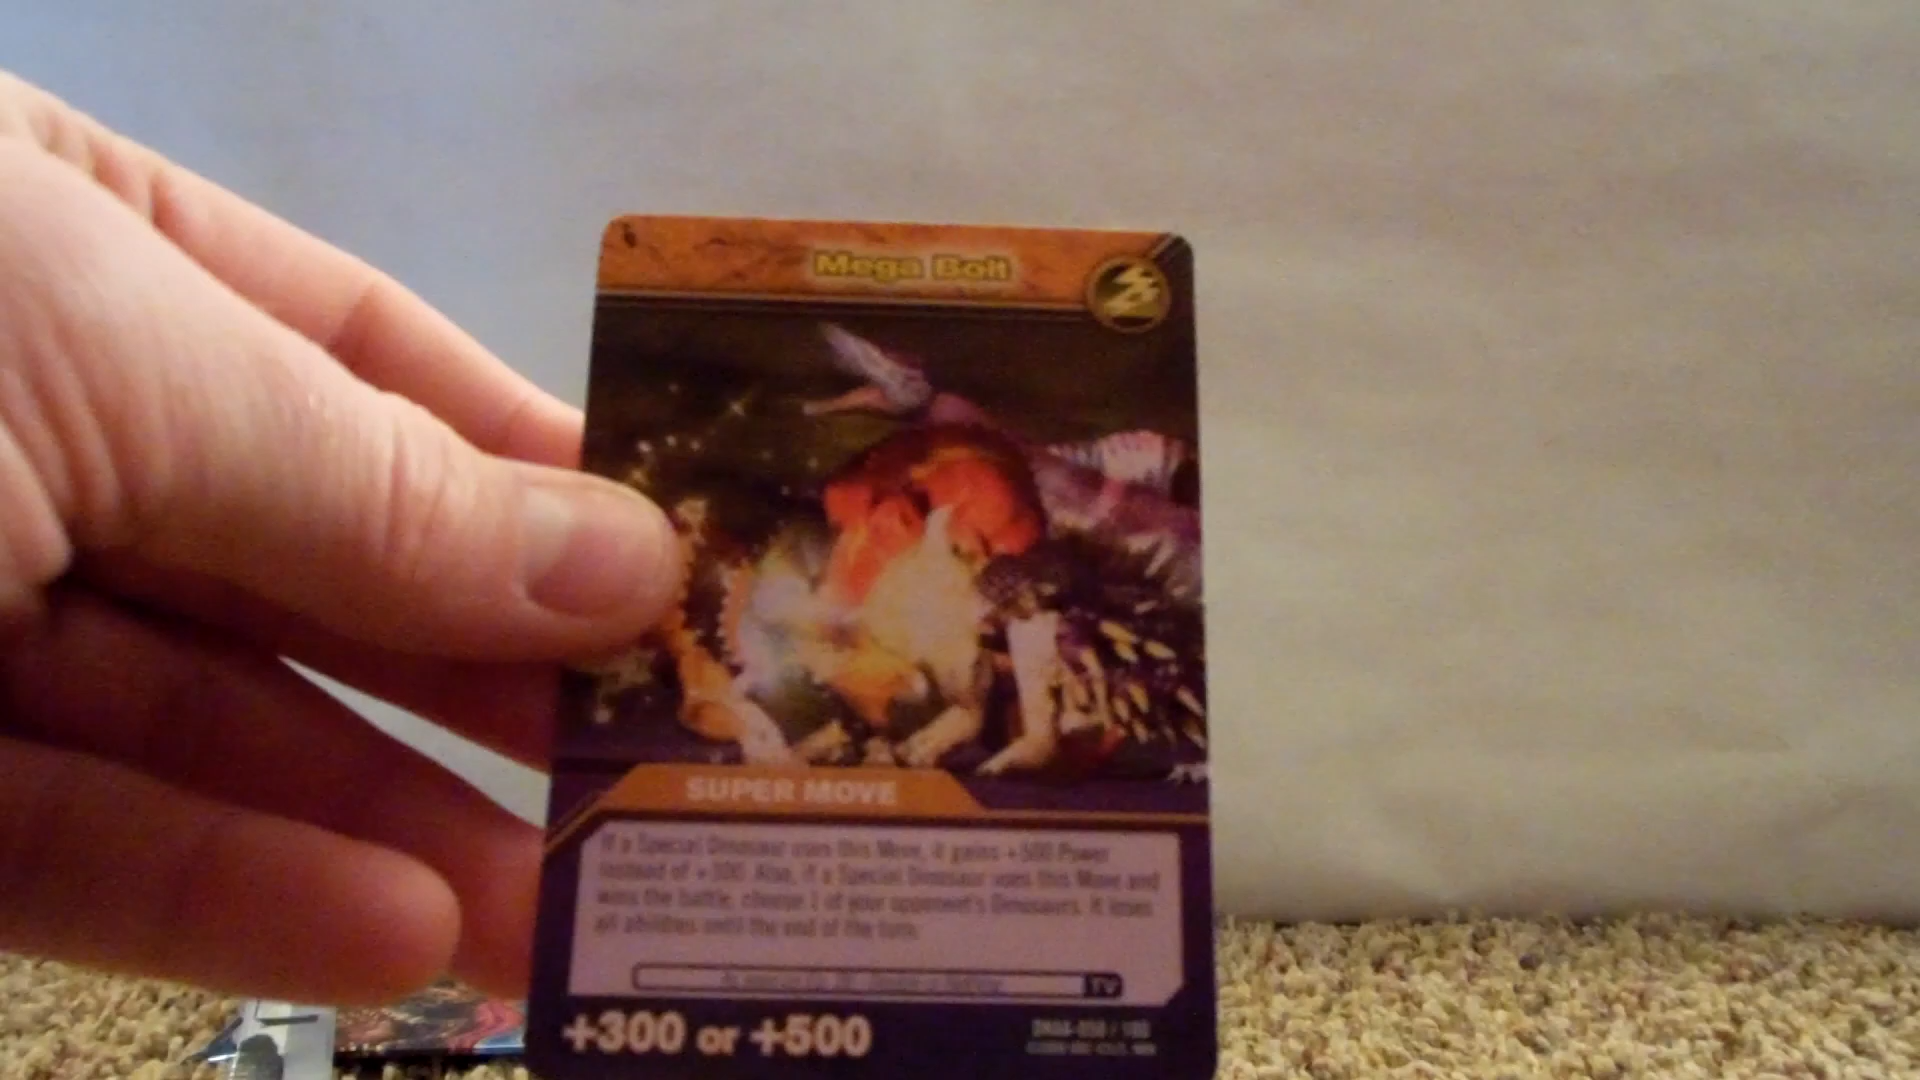 Mega Bolt
SUPER MOVE
If a Special Dinosaur uses this Move, it gains +500 Power
instead of +300. Also, if a Special Dinosaur uses this Move and
wins the battle, choose 1 of your opponent's Dinosaurs. It loses
all abilities until the end of the turn.
TV
+300 or +500